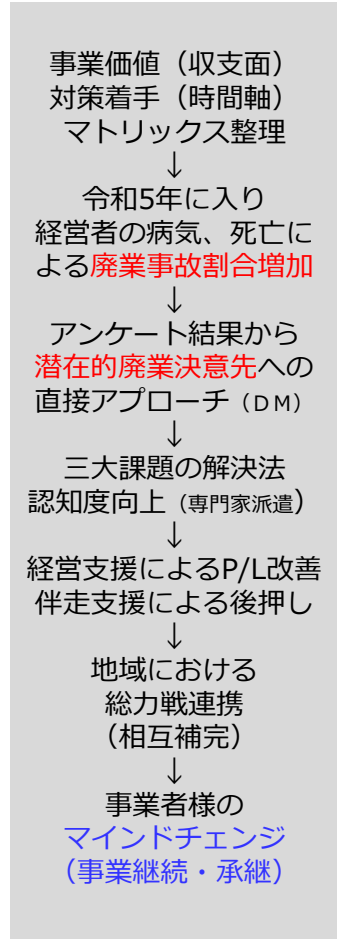 事業価値（収支面）
対策着手（時間軸）
マトリックス整理
↓
令和5年に入り
経営者の病気、死亡に
よる廃業事故割合増加
↓
アンケート結果から
潜在的廃業決意先への
直接アプローチ（ＤＭ）
↓
三大課題の解決法
認知度向上（専門家派遣）
↓
経営支援によるP/L改善
伴走支援による後押し
↓
地域における
総力戦連携
（相互補完）
↓
事業者様の
マインドチェンジ
（事業継続・承継）